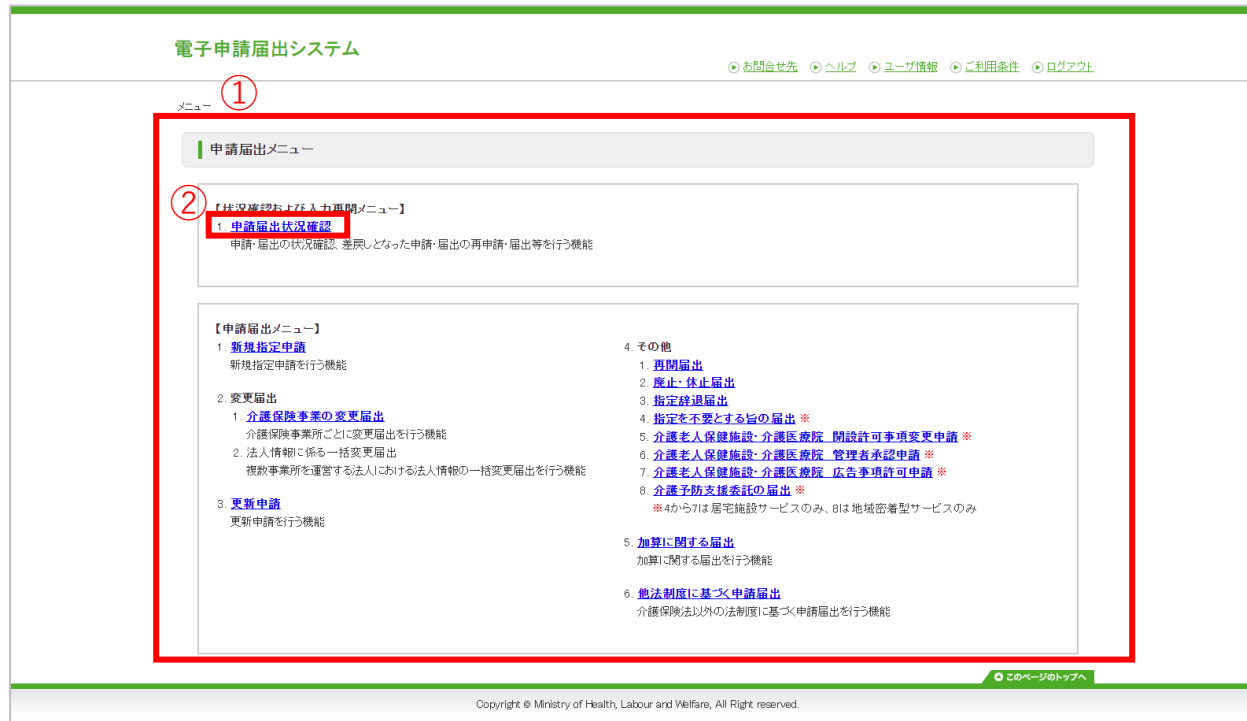 電子申請届出システム
お問合せ先 ヘルプ ユーザ情報 ご利用条件 ログアウト
メニュー
①
申請届出メニュー
②
【状況確認および入力再開メニュー】
1. 申請届出状況確認
申請・届出の状況確認、差戻しとなった申請・届出の再申請・届出等を行う機能
【申請届出メニュー】
1. 新規指定申請
新規指定申請を行う機能
2. 変更届出
1. 介護保険事業の変更届出
介護保険事業所ごとに変更届出を行う機能
2. 法人情報に係る一括変更届出
複数事業所を運営する法人における法人情報の一括変更届出を行う機能
3. 更新申請
更新申請を行う機能
4. その他
1. 再開届出
2. 廃止・休止届出
3. 指定辞退届出
4. 指定を不要とする旨の届出 ※
5. 介護老人保健施設・介護医療院 開設許可事項変更申請 ※
6. 介護老人保健施設・介護医療院 管理者承認申請 ※
7. 介護老人保健施設・介護医療院 広告事項許可申請 ※
8. 介護予防支援委託の届出 ※
※4から7は居宅施設サービスのみ、8は地域密着型サービスのみ
5. 加算に関する届出
加算に関する届出を行う機能
6. 他法制度に基づく申請届出
介護保険法以外の法制度に基づく申請届出を行う機能
このページのトップへ
Copyright © Ministry of Health, Labour and Welfare, All Right reserved.